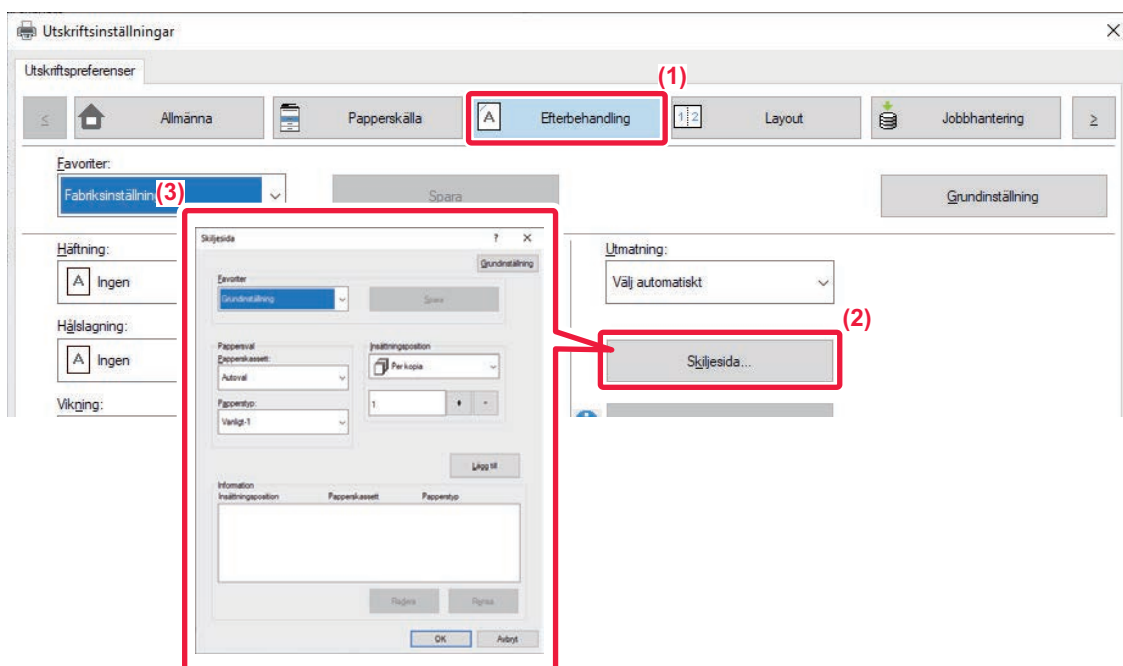 Utskriftsinställningar
Utskriftspreferenser
(1)
≤ Allmänna Papperskälla A Efterbehandling 1 2 Layout Jobbhantering ≥
Favoriter:
Fabriksinställnin (3) Spara Grundinställning
Häftning:
A Ingen
Hålslagning:
A Ingen
Vikning:
Skiljesida ? ×
Grundinställning
Favoriter
Grundinställning Spara
Pappersval
Papperskassett:
Autoval
Papperstyp:
Vanligt-1
Insättningsposition
Per kopia
1 + -
Lägg till
Information
Insättningsposition Papperskassett Papperstyp
Radera Rensa
OK Avbryt
Utmatning:
Välj automatiskt
(2)
Skiljesida...